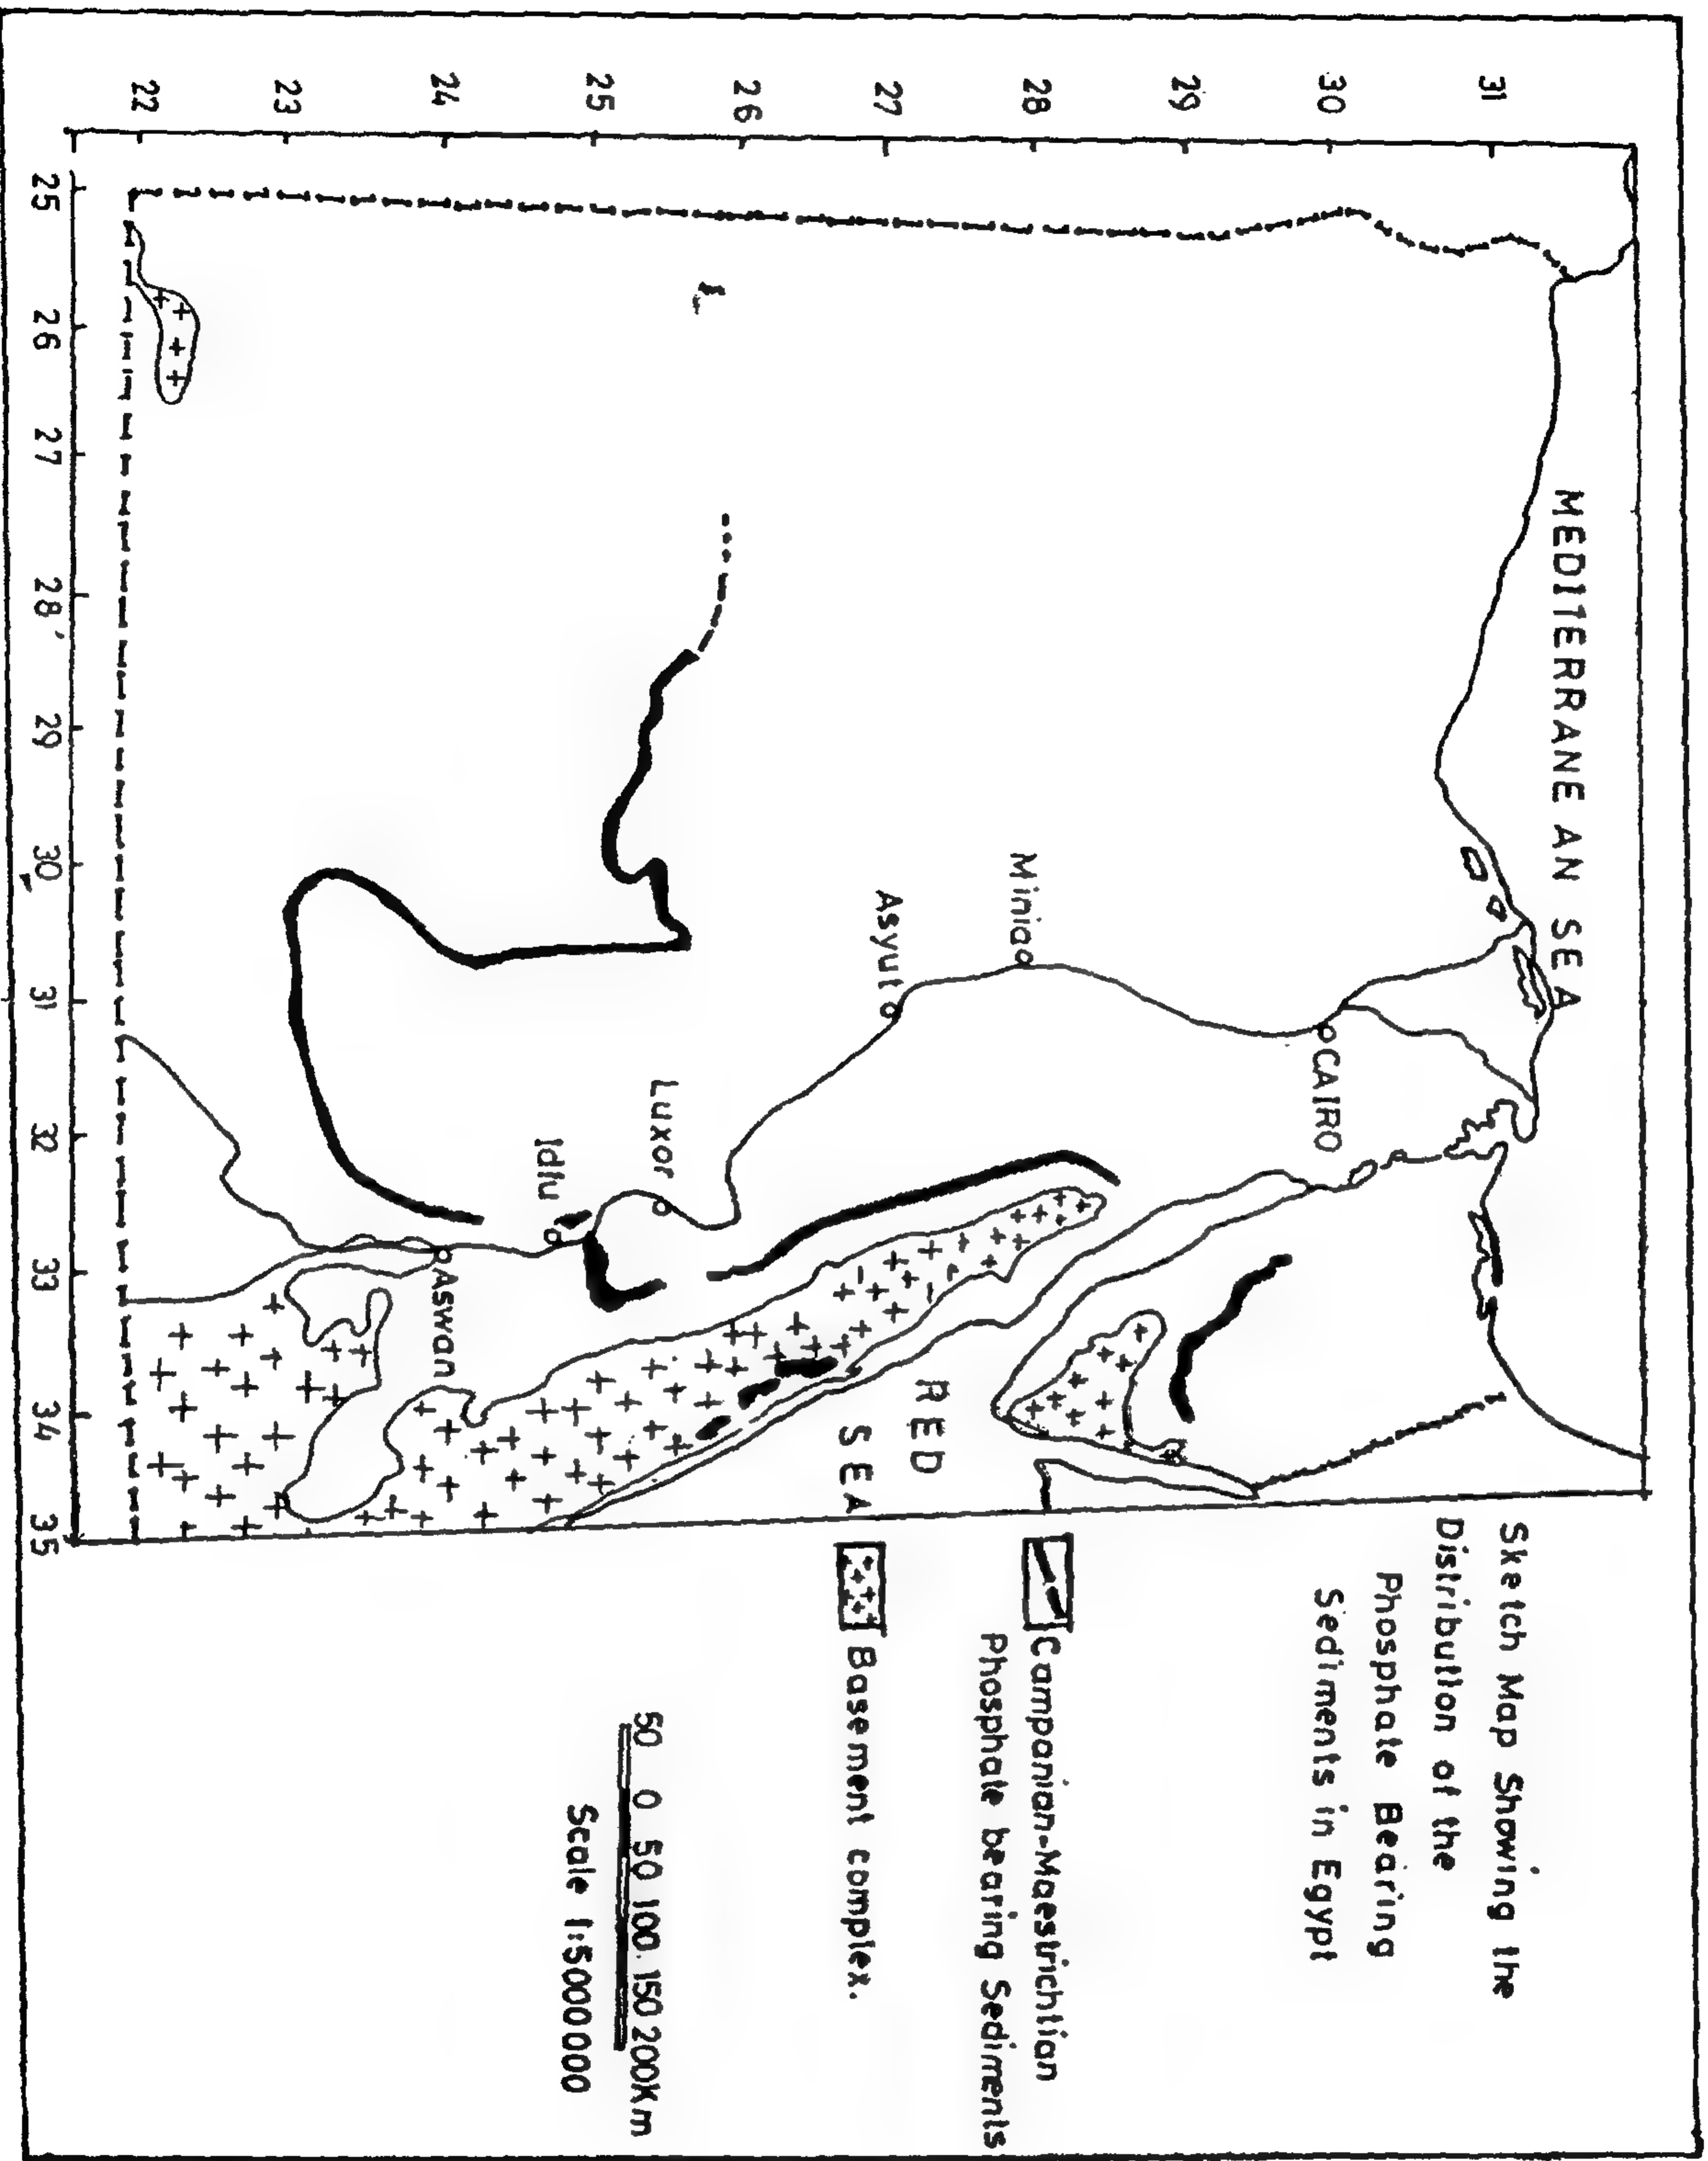 Sketch Map Showing the
Distribution of the
Phosphate Bearing
Sediments in Egypt
Campanian-Maestrichtian
Phosphate bearing Sediments
Basement complex.
50 0 50 100 150 200Km
Scale 1:5000000
MEDITERRANEAN SEA
CAIRO
Minia
Asyut
Luxor
Idfu
Aswan
RED
SEA
31
30
29
28
27
26
25
24
23
22
25 26 27 28 29 30 31 32 33 34 35